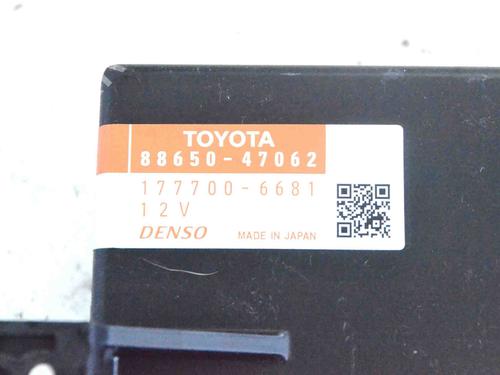 TOYOTA
88650-47062
177700-6681
12V
DENSO MADE IN JAPAN